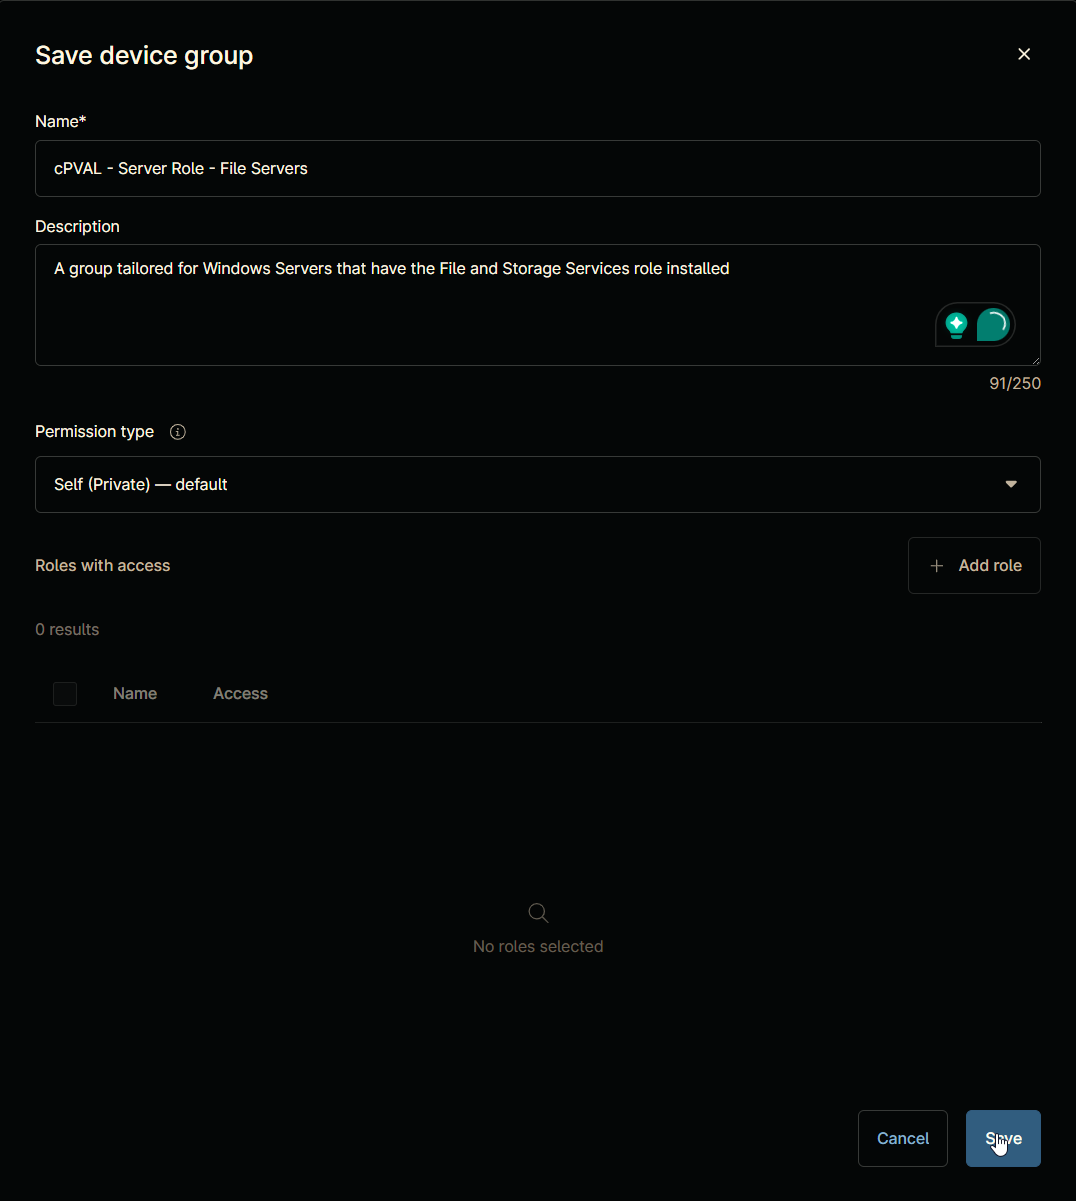 Save device group
Name*
cPVAL - Server Role - File Servers
Description
A group tailored for Windows Servers that have the File and Storage Services role installed
91/250
Permission type
Self (Private) — default
Roles with access
Add role
0 results
Name Access
No roles selected
Cancel Save